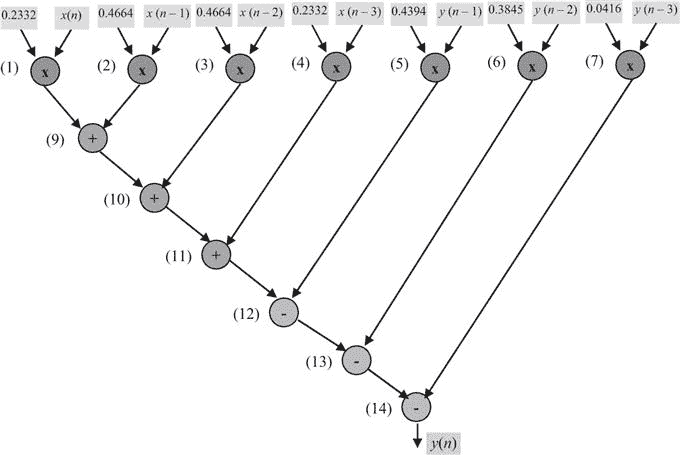 0.2332 x(n) 0.4664 x (n – 1) 0.4664 x (n – 2) 0.2332 x (n – 3) 0.4394 y (n – 1) 0.3845 y (n – 2) 0.0416 y (n – 3)
(1) x (2) x (3) x (4) x (5) x (6) x (7) x
(9) +
(10) +
(11) +
(12) -
(13) -
(14) -
y(n)